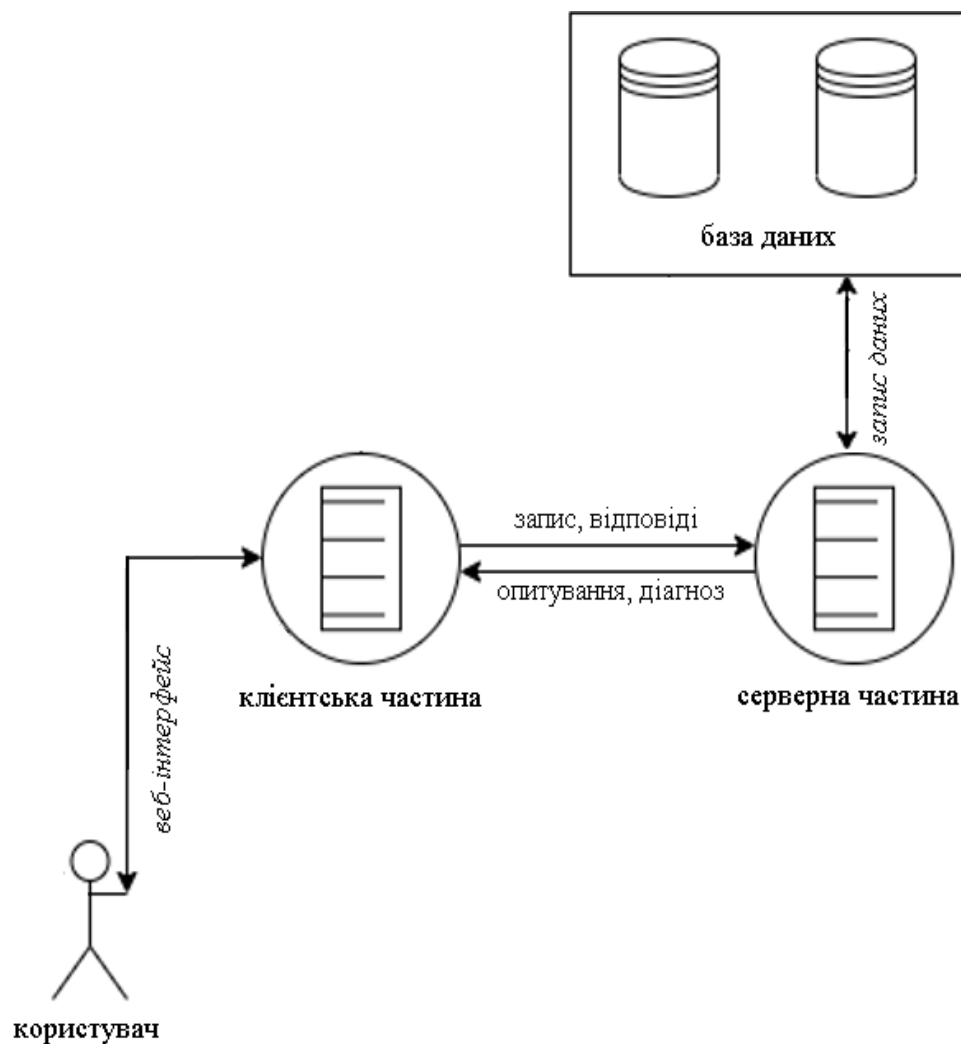 база даних
запис даних
запис, відповіді
опитування, діагноз
клієнтська частина
серверна частина
веб-інтерфейс
користувач